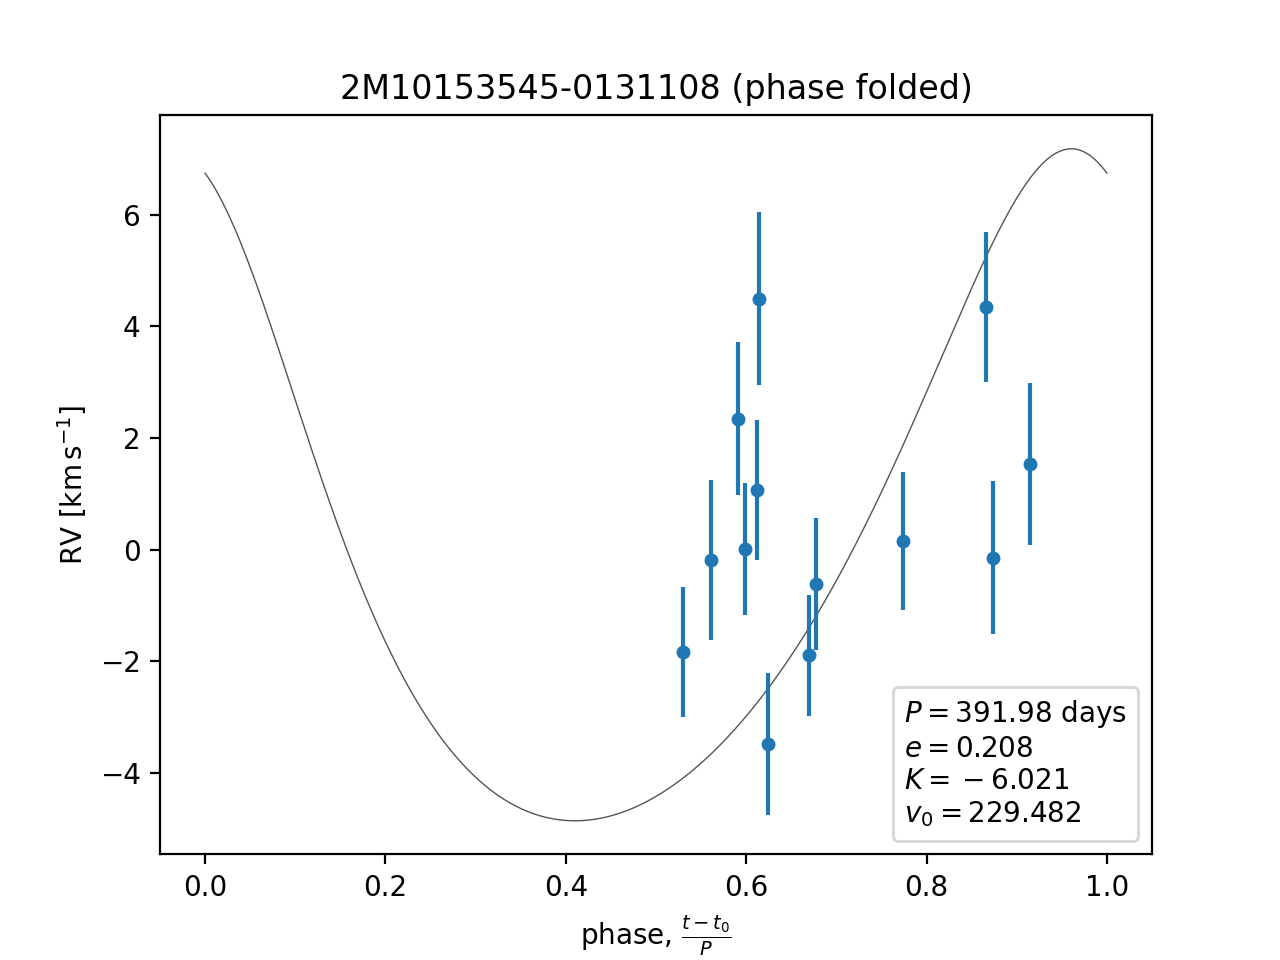 2M10153545-0131108 (phase folded)
RV [km s⁻¹]
6
4
2
0
−2
−4
P = 391.98 days
e = 0.208
K = −6.021
v₀ = 229.482
0.0 0.2 0.4 0.6 0.8 1.0
phase, (t − t₀)/P